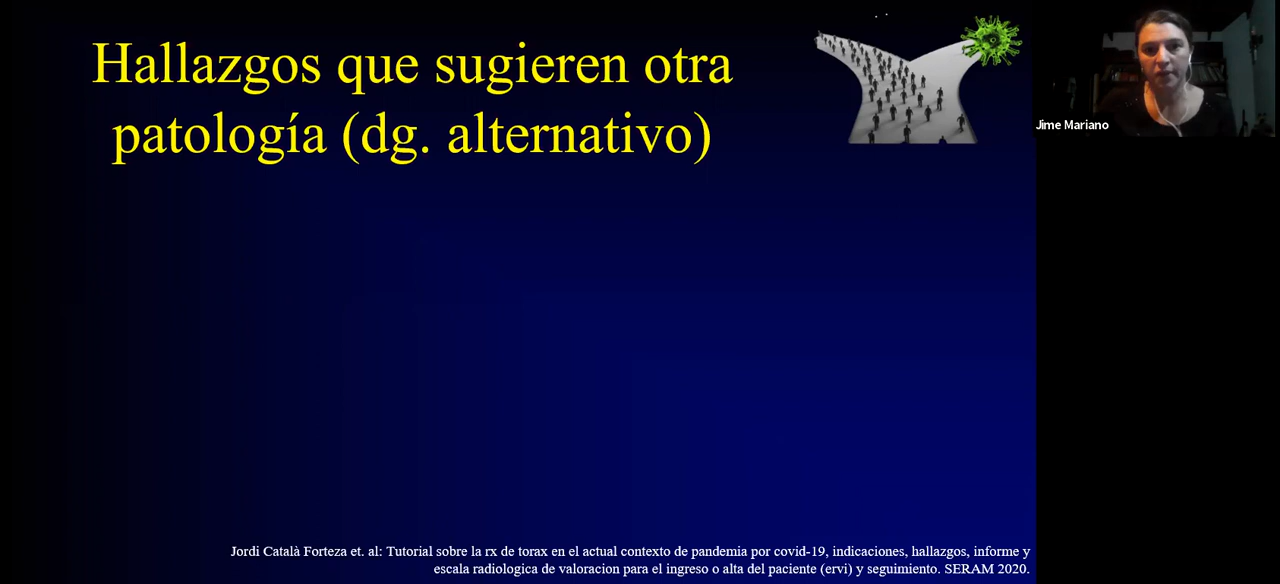 Hallazgos que sugieren otra
patología (dg. alternativo)
Jime Mariano
Jordi Català Forteza et. al: Tutorial sobre la rx de torax en el actual contexto de pandemia por covid-19, indicaciones, hallazgos, informe y
escala radiologica de valoracion para el ingreso o alta del paciente (ervi) y seguimiento. SERAM 2020.